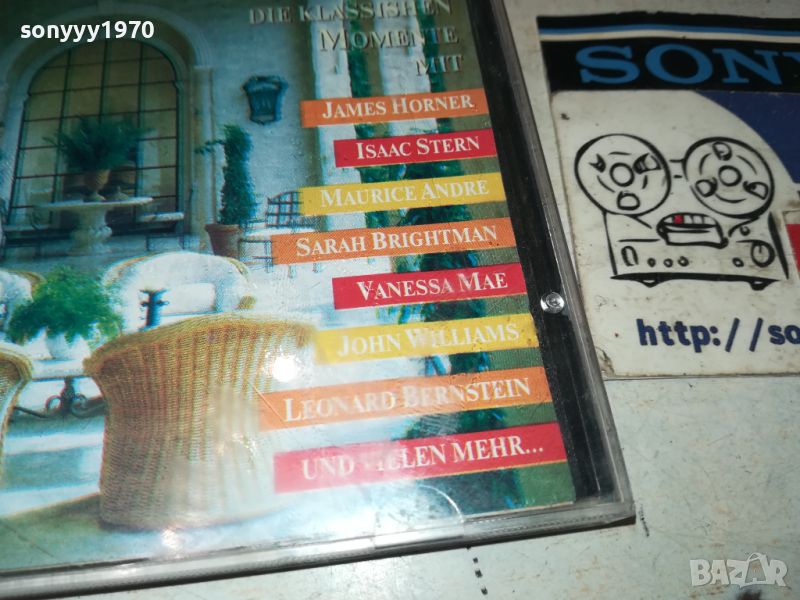 sonyyy1970
DIE KLASSISHEN
MOMENTE
MIT
JAMES HORNER
ISAAC STERN
MAURICE ANDRE
SARAH BRIGHTMAN
VANESSA MAE
JOHN WILLIAMS
LEONARD BERNSTEIN
UND VIELEN MEHR...
SONY
http://so
BAZAR